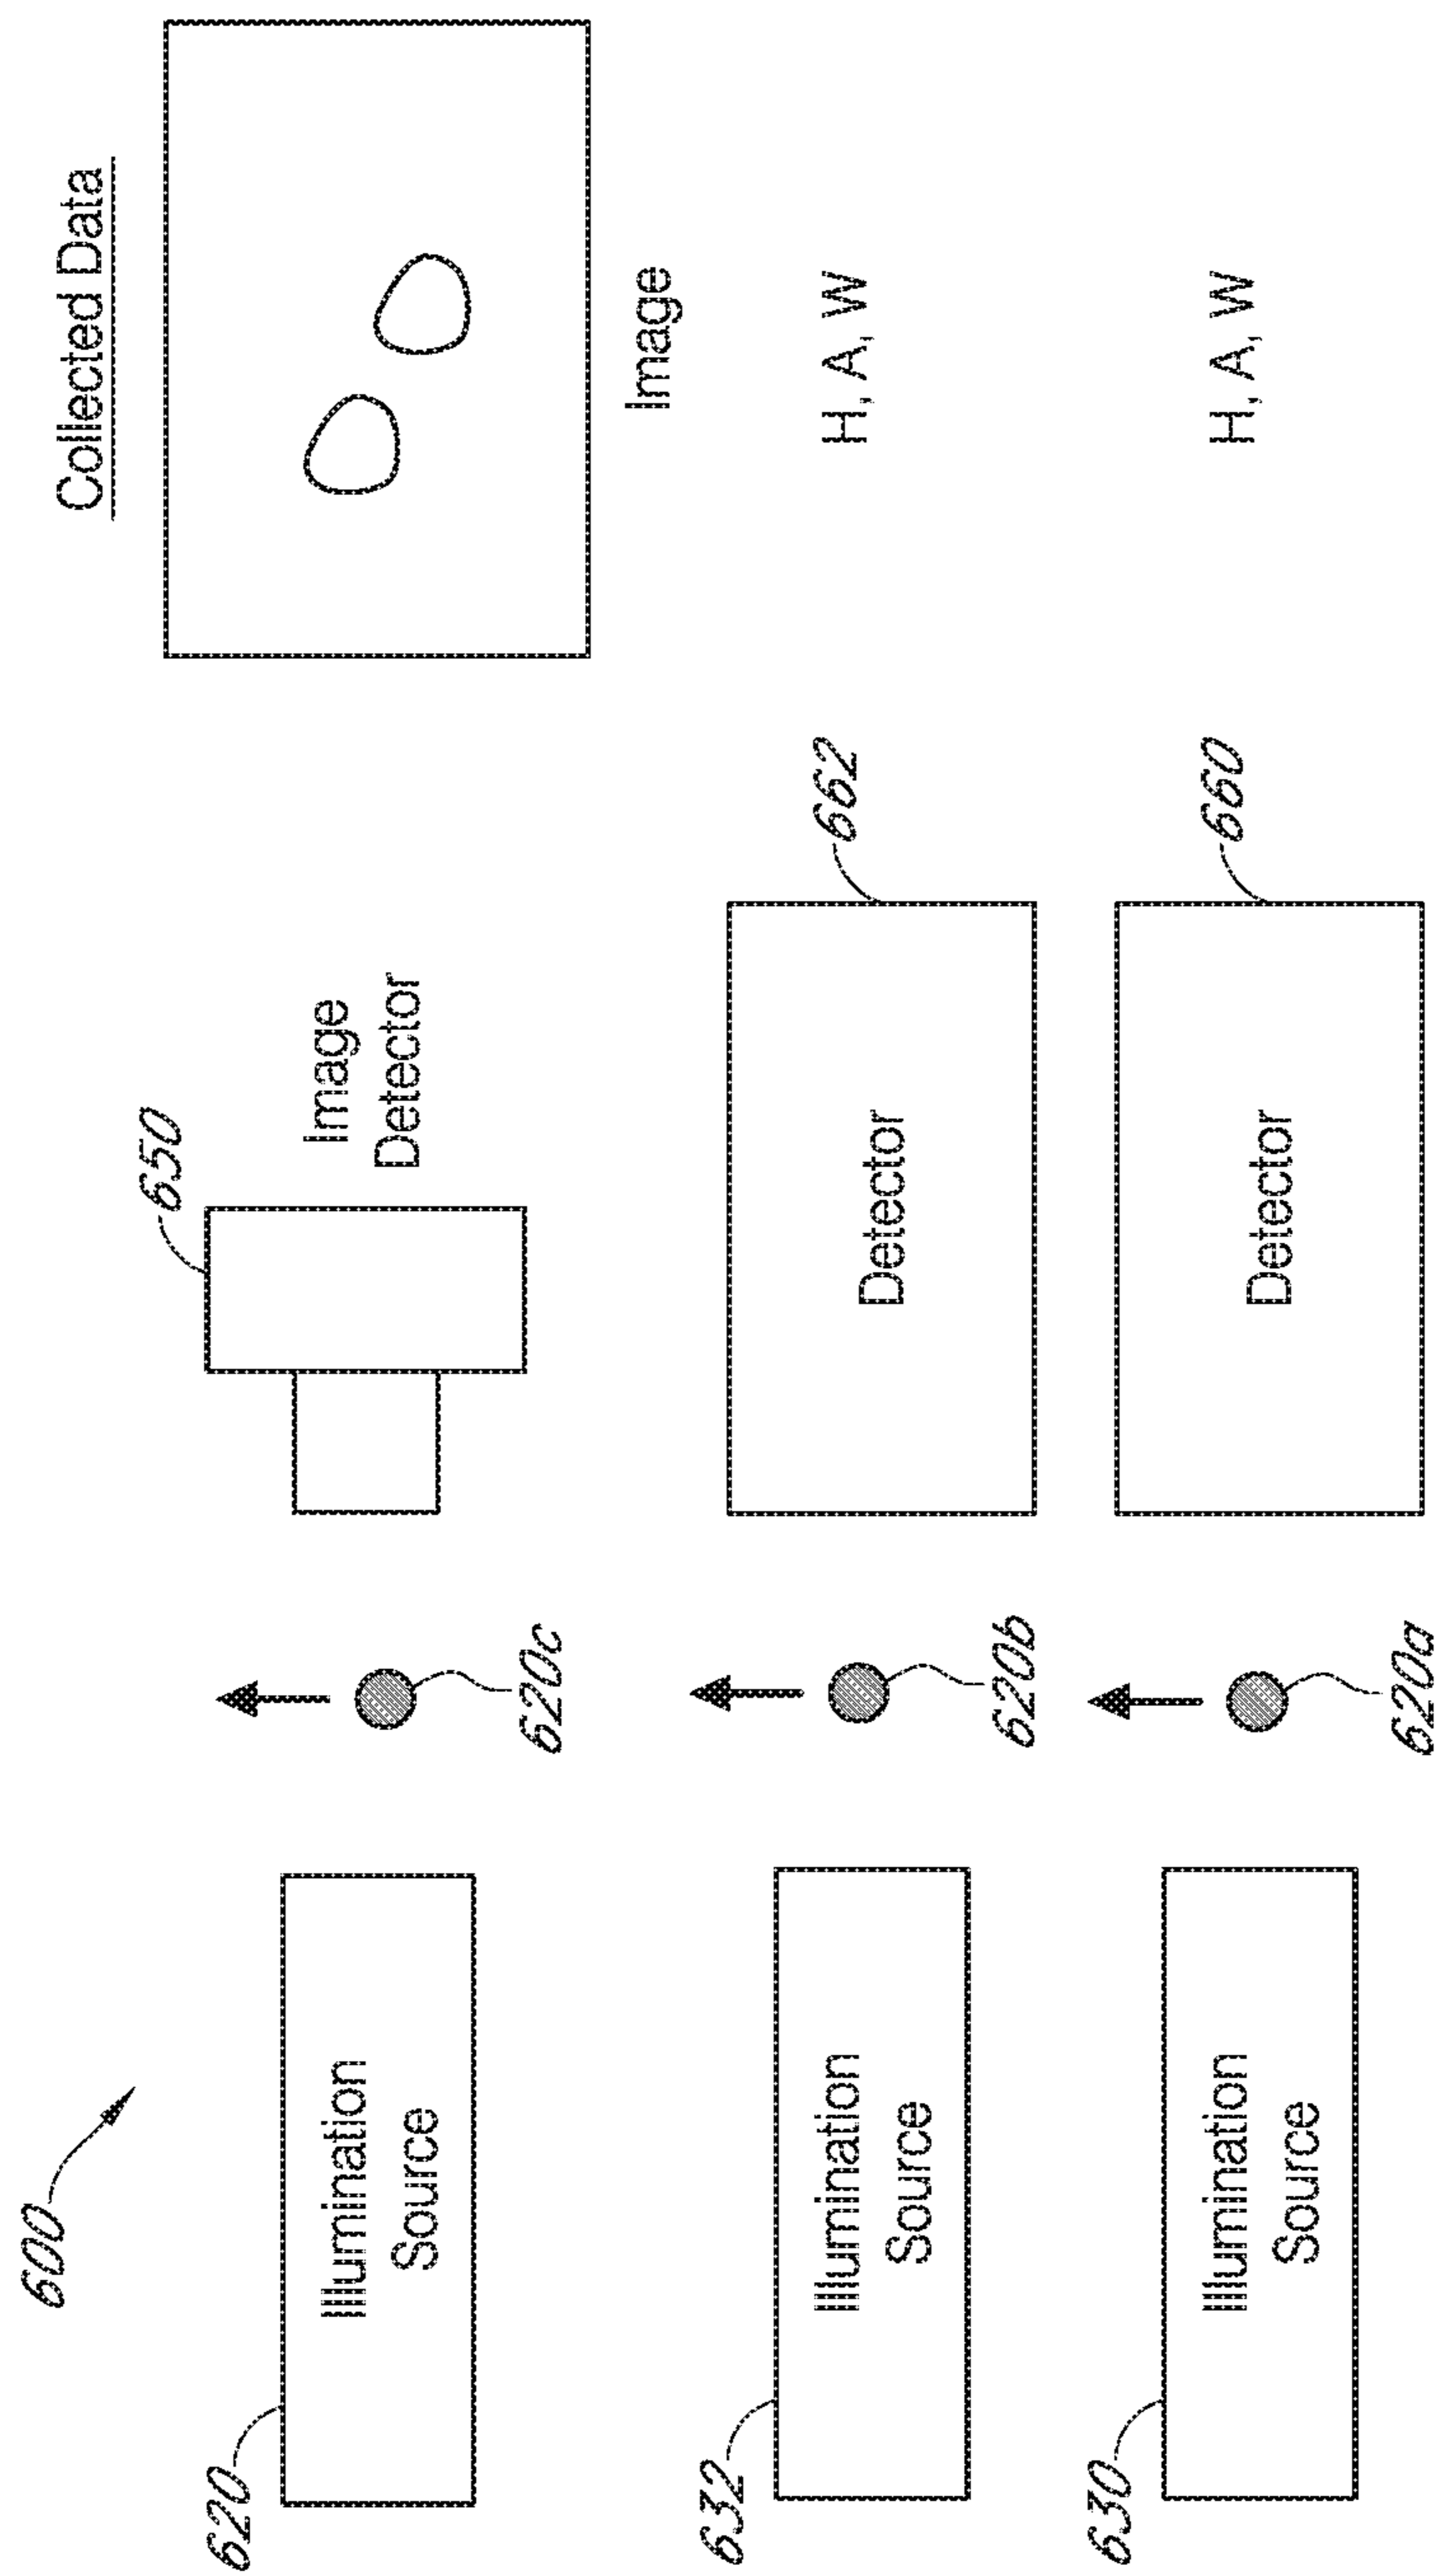 600
Collected Data
650
620
Illumination
Source
620c
Image
Detector
Image
632
Illumination
Source
620b
Detector
662
H, A, W
630
Illumination
Source
620a
Detector
660
H, A, W